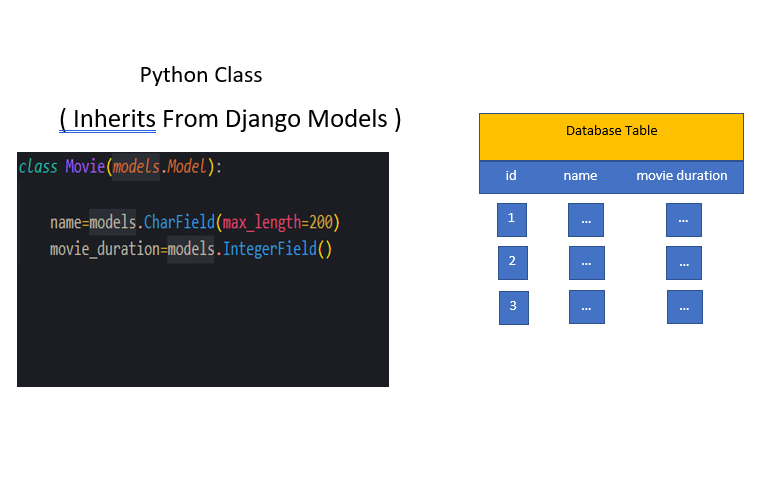 Python Class
( Inherits From Django Models )
class Movie(models.Model):
name=models.CharField(max_length=200)
movie_duration=models.IntegerField()
Database Table
id name movie duration
1 ... ...
2 ... ...
3 ... ...